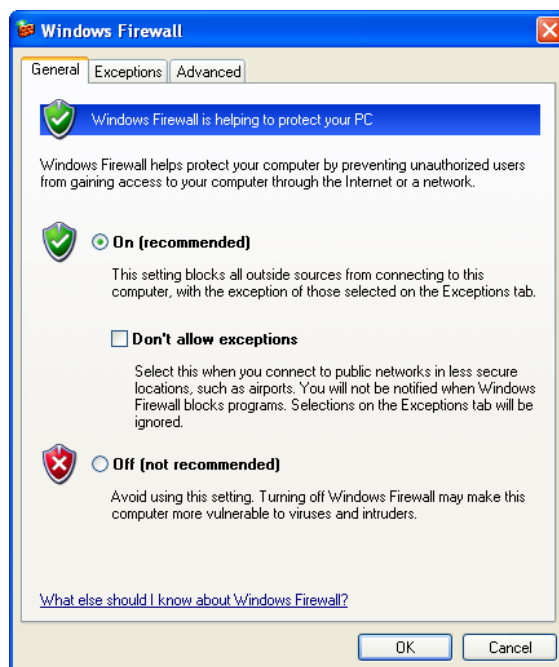 Windows Firewall
General Exceptions Advanced
Windows Firewall is helping to protect your PC
Windows Firewall helps protect your computer by preventing unauthorized users
from gaining access to your computer through the Internet or a network.
On (recommended)
This setting blocks all outside sources from connecting to this
computer, with the exception of those selected on the Exceptions tab.
Don't allow exceptions
Select this when you connect to public networks in less secure
locations, such as airports. You will not be notified when Windows
Firewall blocks programs. Selections on the Exceptions tab will be
ignored.
Off (not recommended)
Avoid using this setting. Turning off Windows Firewall may make this
computer more vulnerable to viruses and intruders.
What else should I know about Windows Firewall?
OK Cancel